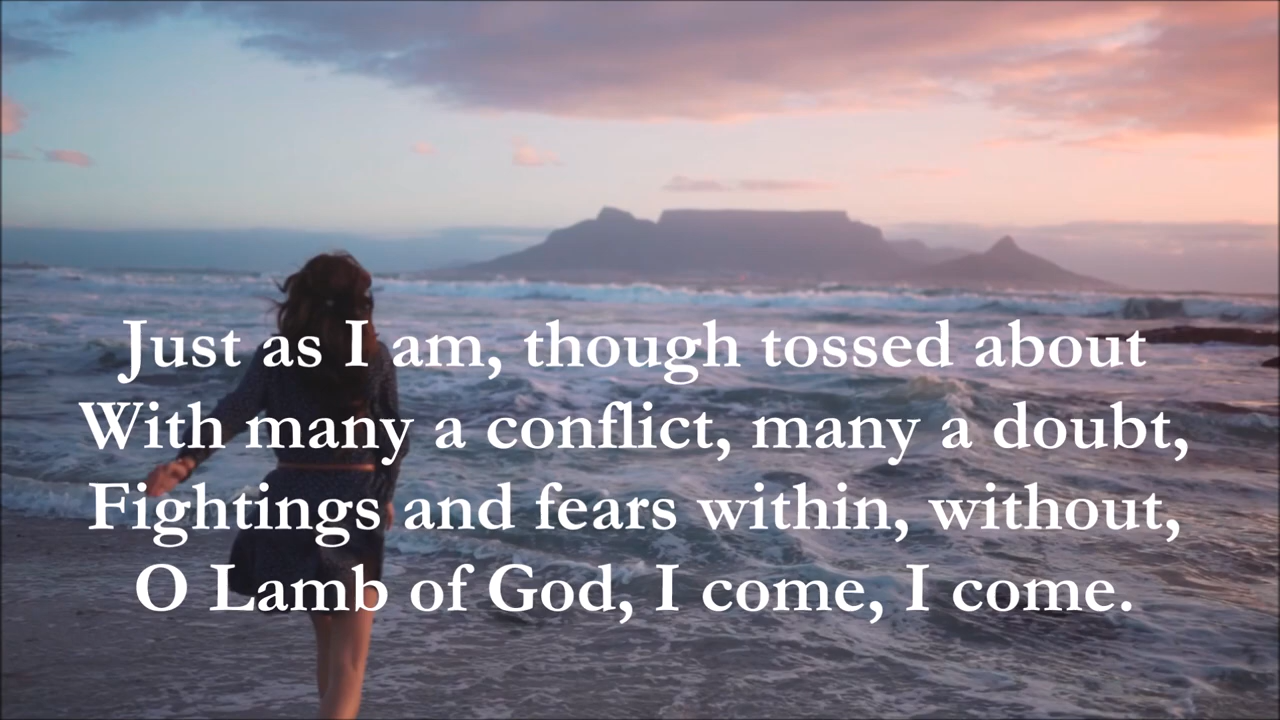 Just as I am, though tossed about
With many a conflict, many a doubt,
Fightings and fears within, without,
O Lamb of God, I come, I come.